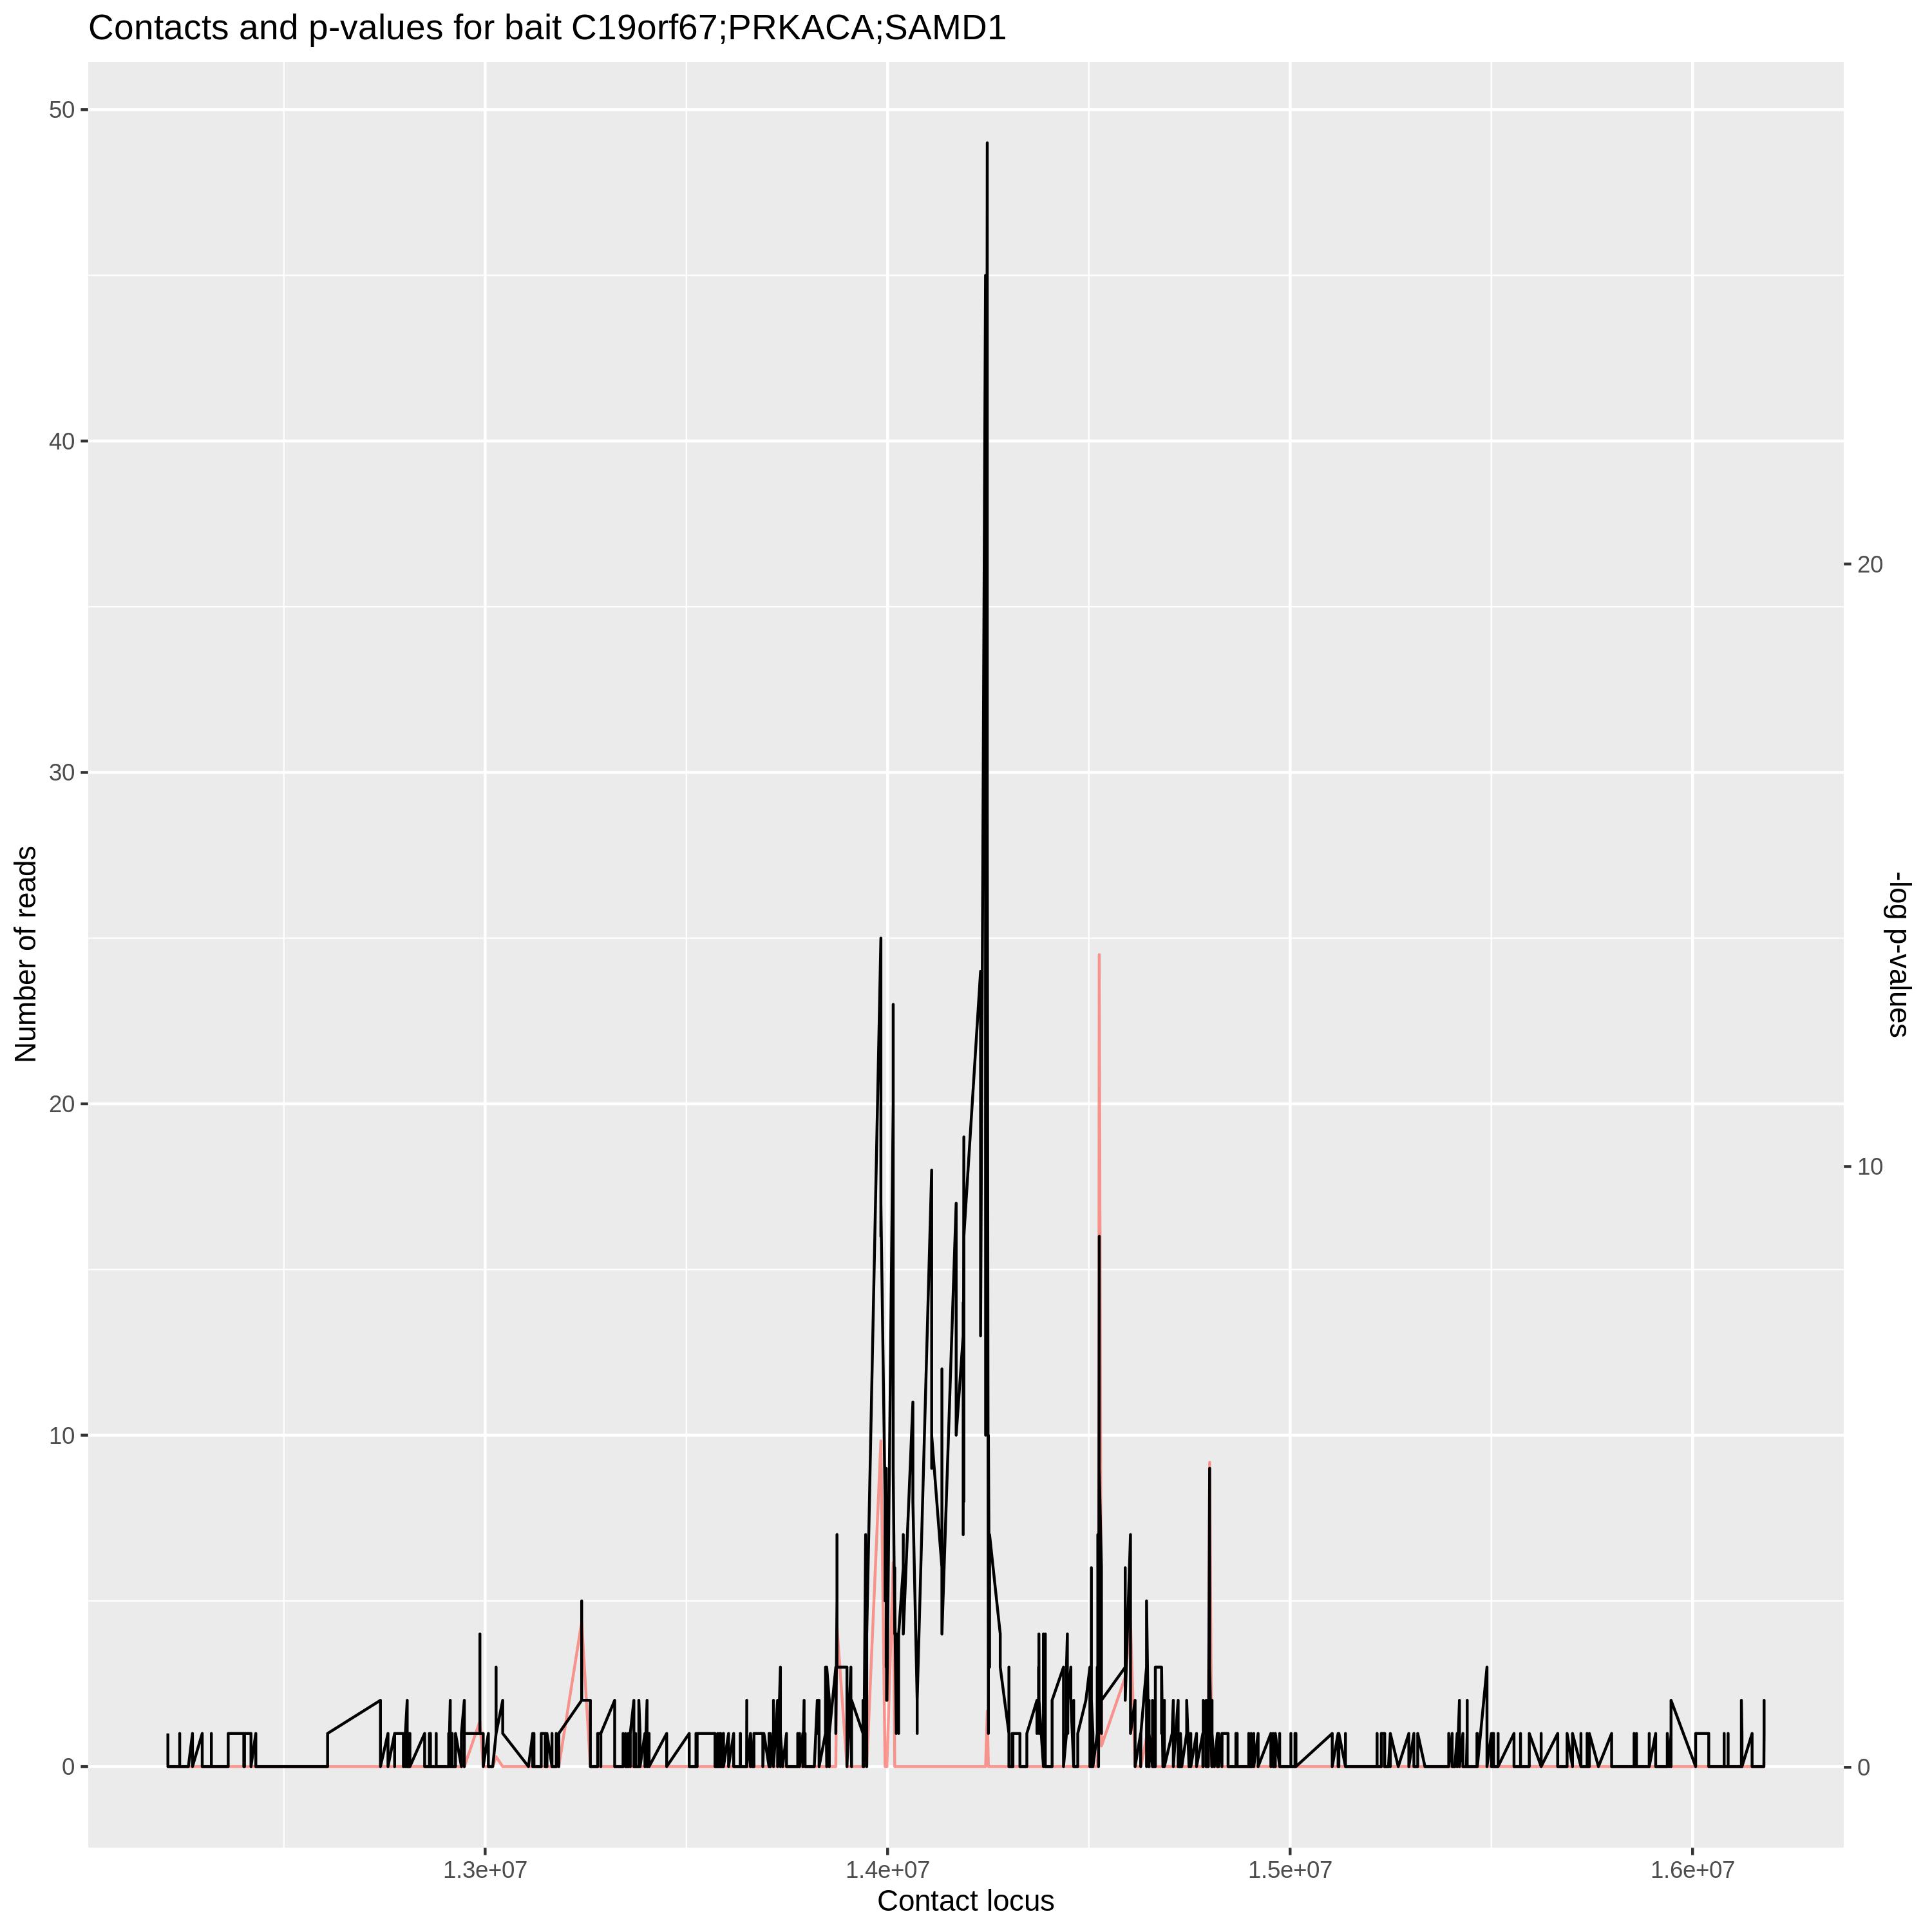 Contacts and p-values for bait C19orf67;PRKACA;SAMD1
50
40
30
20
10
0
Number of reads
20
10
0
-log p-values
1.3e+07
1.4e+07
1.5e+07
1.6e+07
Contact locus